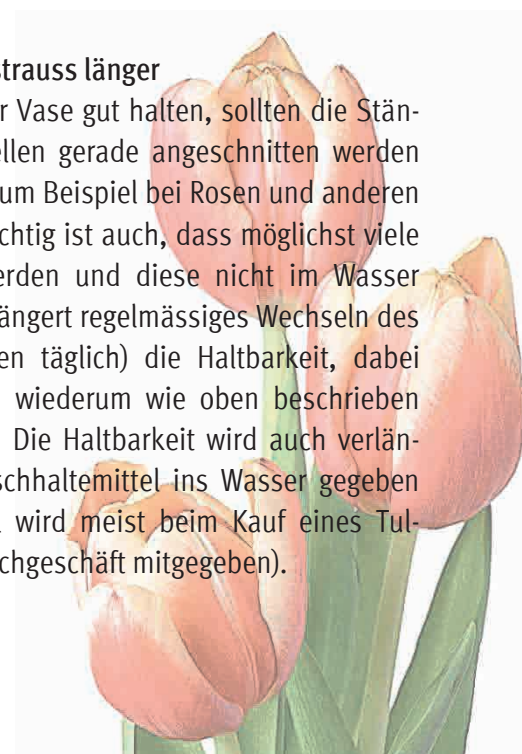 strauss länger
r Vase gut halten, sollten die Stän-
ellen gerade angeschnitten werden
um Beispiel bei Rosen und anderen
chtig ist auch, dass möglichst viele
erden und diese nicht im Wasser
ängert regelmässiges Wechseln des
en täglich) die Haltbarkeit, dabei
wiederum wie oben beschrieben
Die Haltbarkeit wird auch verlän-
schhaltemittel ins Wasser gegeben
wird meist beim Kauf eines Tul-
chgeschäft mitgegeben).